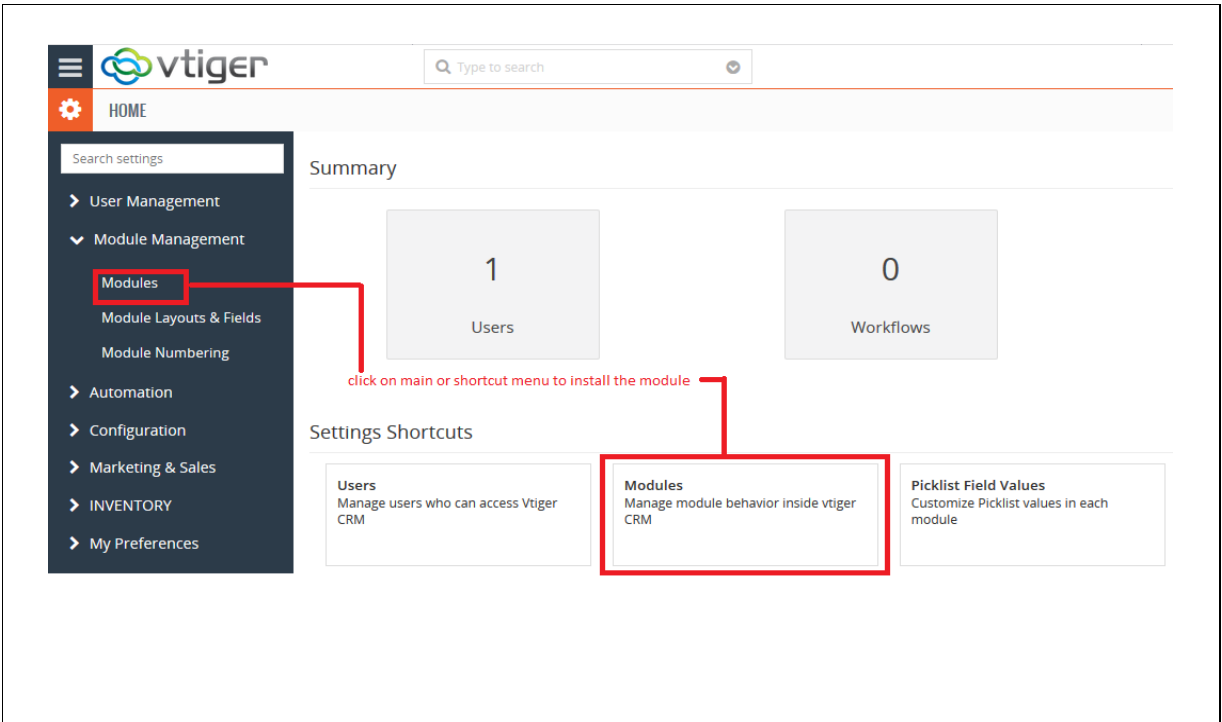 vtiger
Type to search
HOME
Search settings
User Management
Module Management
Modules
Module Layouts & Fields
Module Numbering
Automation
Configuration
Marketing & Sales
INVENTORY
My Preferences
Summary
1
Users
0
Workflows
click on main or shortcut menu to install the module
Settings Shortcuts
Users
Manage users who can access Vtiger
CRM
Modules
Manage module behavior inside vtiger
CRM
Picklist Field Values
Customize Picklist values in each
module